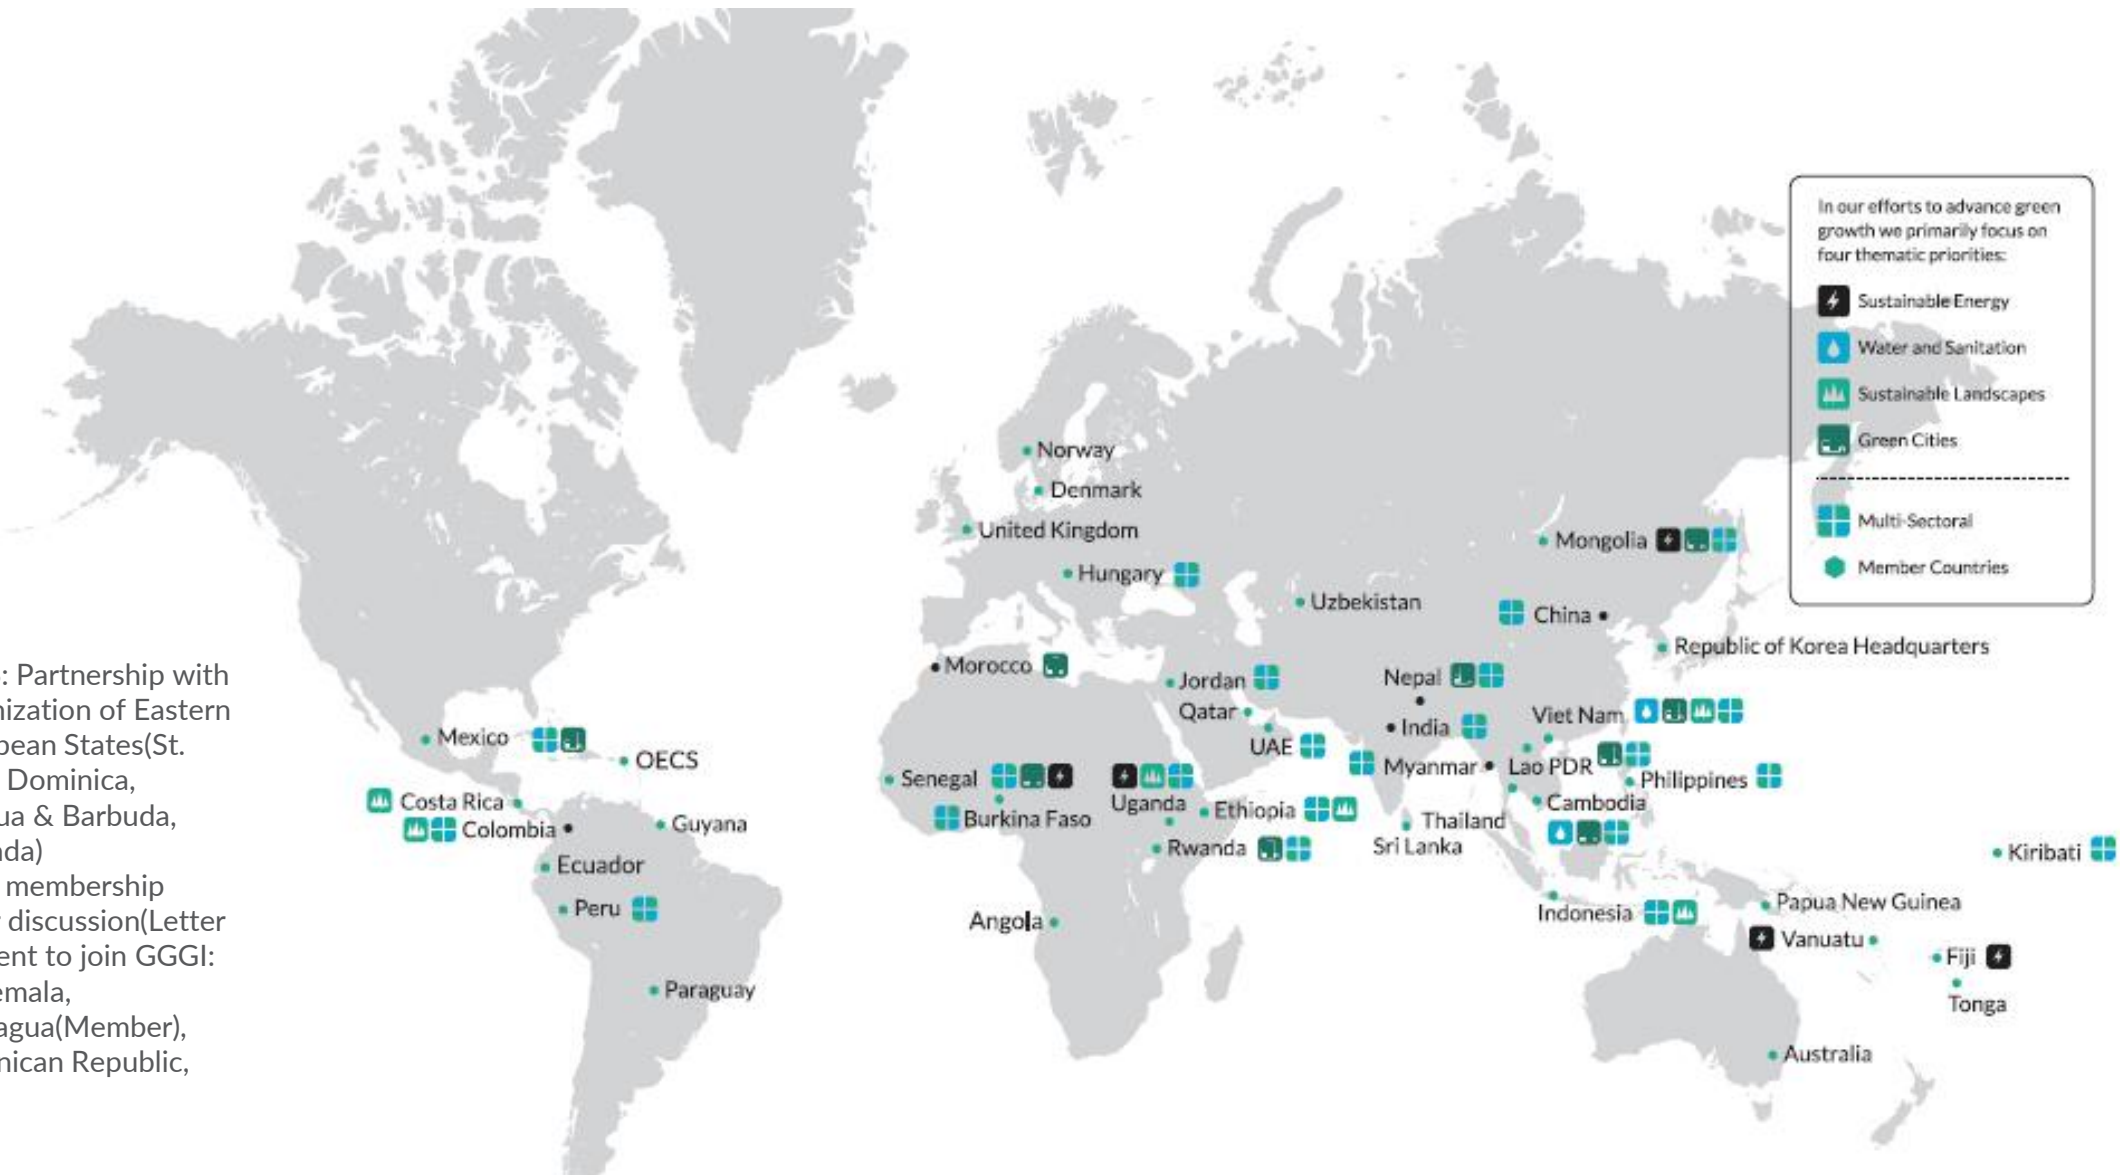 In our efforts to advance green
growth we primarily focus on
four thematic priorities:
Sustainable Energy
Water and Sanitation
Sustainable Landscapes
Green Cities
Multi-Sectoral
Member Countries
Norway
Denmark
United Kingdom
Hungary
Mongolia
Uzbekistan
China
Republic of Korea Headquarters
Morocco
Jordan
Nepal
Qatar
Viet Nam
India
UAE
Myanmar
Lao PDR
Philippines
Mexico
OECS
Senegal
Uganda
Ethiopia
Cambodia
Costa Rica
Burkina Faso
Thailand
Colombia
Guyana
Rwanda
Sri Lanka
Kiribati
Ecuador
Peru
Angola
Indonesia
Papua New Guinea
Vanuatu
Fiji
Paraguay
Tonga
Australia
: Partnership with
nization of Eastern
bean States(St.
Dominica,
ua & Barbuda,
da)
membership
discussion(Letter
ent to join GGGI:
emala,
agua(Member),
nican Republic,